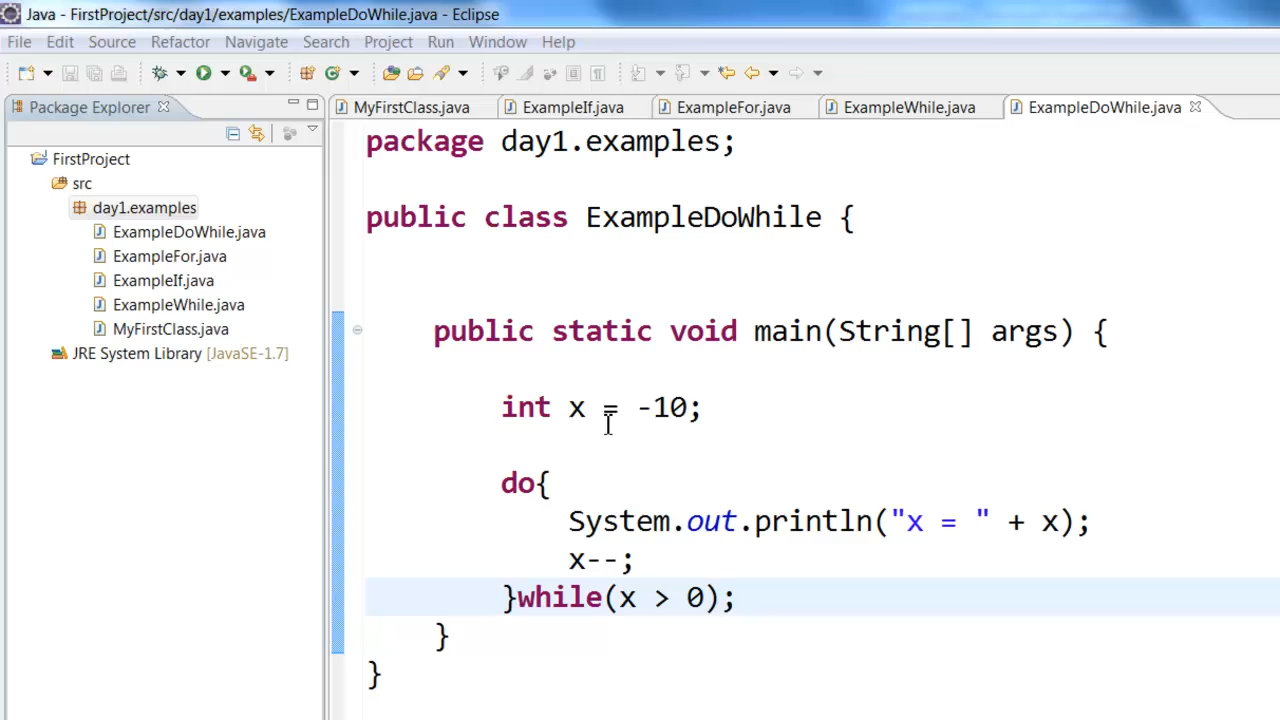 Java - FirstProject/src/day1/examples/ExampleDoWhile.java - Eclipse
File Edit Source Refactor Navigate Search Project Run Window Help
Package Explorer
MyFirstClass.java ExampleIf.java ExampleFor.java ExampleWhile.java ExampleDoWhile.java
FirstProject
src
day1.examples
ExampleDoWhile.java
ExampleFor.java
ExampleIf.java
ExampleWhile.java
MyFirstClass.java
JRE System Library [JavaSE-1.7]
package day1.examples;
public class ExampleDoWhile {
public static void main(String[] args) {
int x = -10;
do{
System.out.println("x = " + x);
x--;
}while(x > 0);
}
}